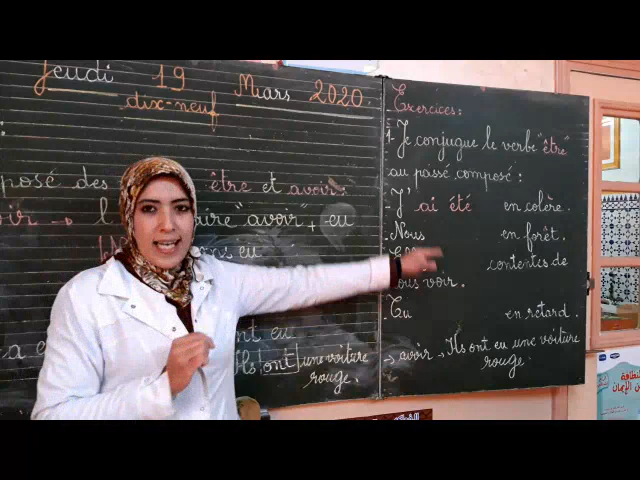 Jeudi 19 Mars 2020.
dix-neuf
posé des être et avoir:
oir → l' aire "avoir" + eu
ons eu
ont eu
Ils ont une voiture
rouge.
Exercices:
1- Je conjugue le verbe "être"
au passé composé:
- J' ai été en colère.
- Nous en forêt.
contents de
vous voir.
- Tu en retard.
→ avoir → Ils ont eu une voiture
rouge.